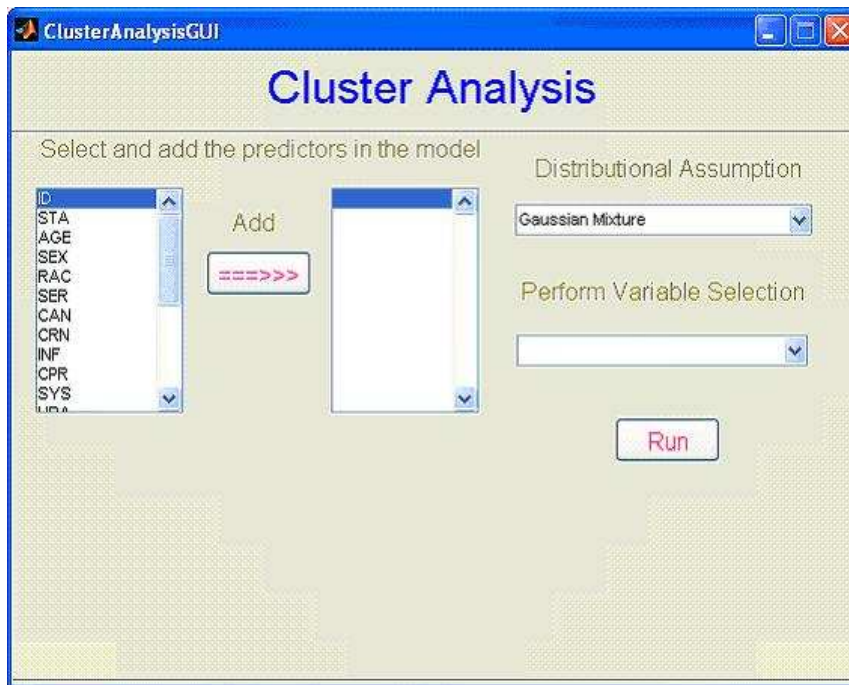 ClusterAnalysisGUI
Cluster Analysis
Select and add the predictors in the model
ID
STA
AGE
SEX
RAC
SER
CAN
CRN
INF
CPR
SYS
Add
===>>>
Distributional Assumption
Gaussian Mixture
Perform Variable Selection
Run